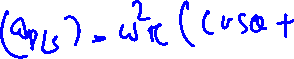 (a_{P/S}) = ω²r ( cosθ +